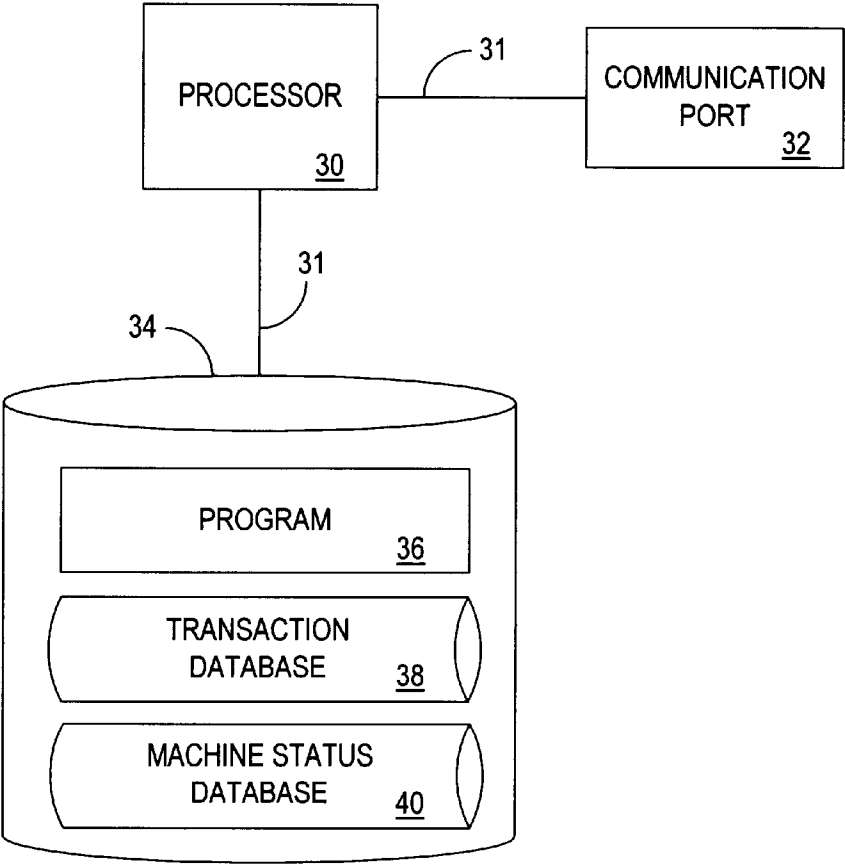 PROCESSOR
30
31
COMMUNICATION
PORT
32
31
34
PROGRAM
36
TRANSACTION
DATABASE
38
MACHINE STATUS
DATABASE
40